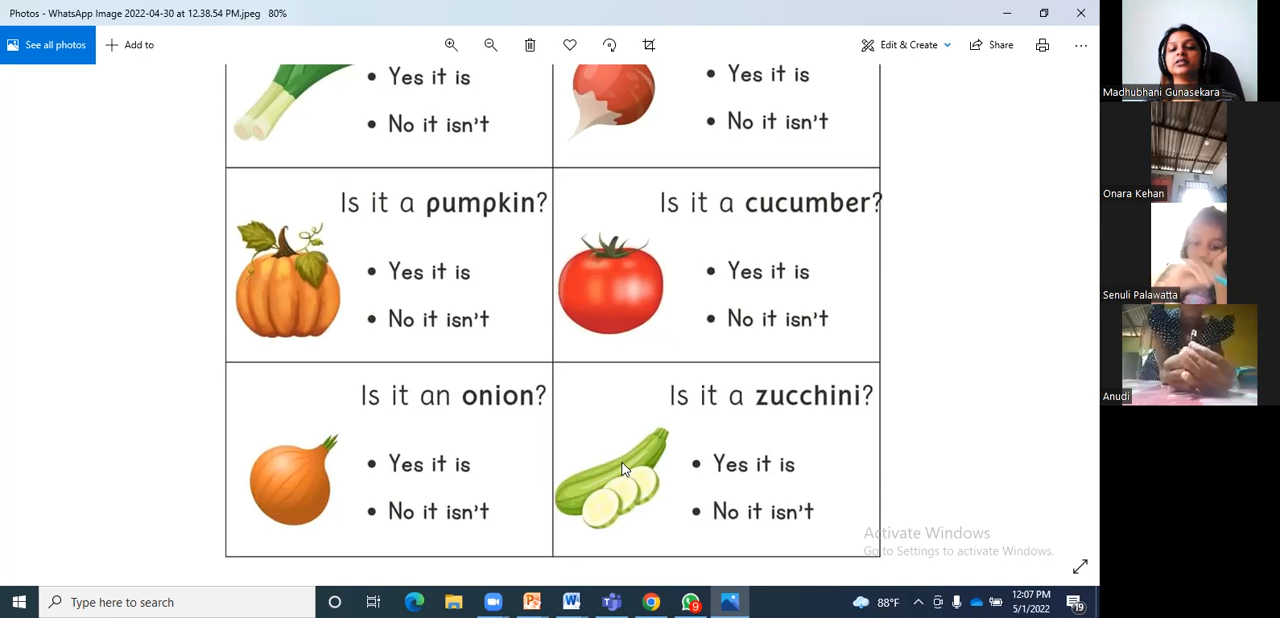 Photos - WhatsApp Image 2022-04-30 at 12.38.54 PM.jpeg 80%
See all photos
Add to
Edit & Create
Share
• Yes it is
• No it isn't
• Yes it is
• No it isn't
Is it a pumpkin?
• Yes it is
• No it isn't
Is it a cucumber?
• Yes it is
• No it isn't
Is it an onion?
• Yes it is
• No it isn't
Is it a zucchini?
• Yes it is
• No it isn't
Activate Windows
Go to Settings to activate Windows.
Madhubhani Gunasekara
Onara Kehan
Senuli Palawatta
Anudi
Type here to search
9
88°F
12:07 PM
5/1/2022
19